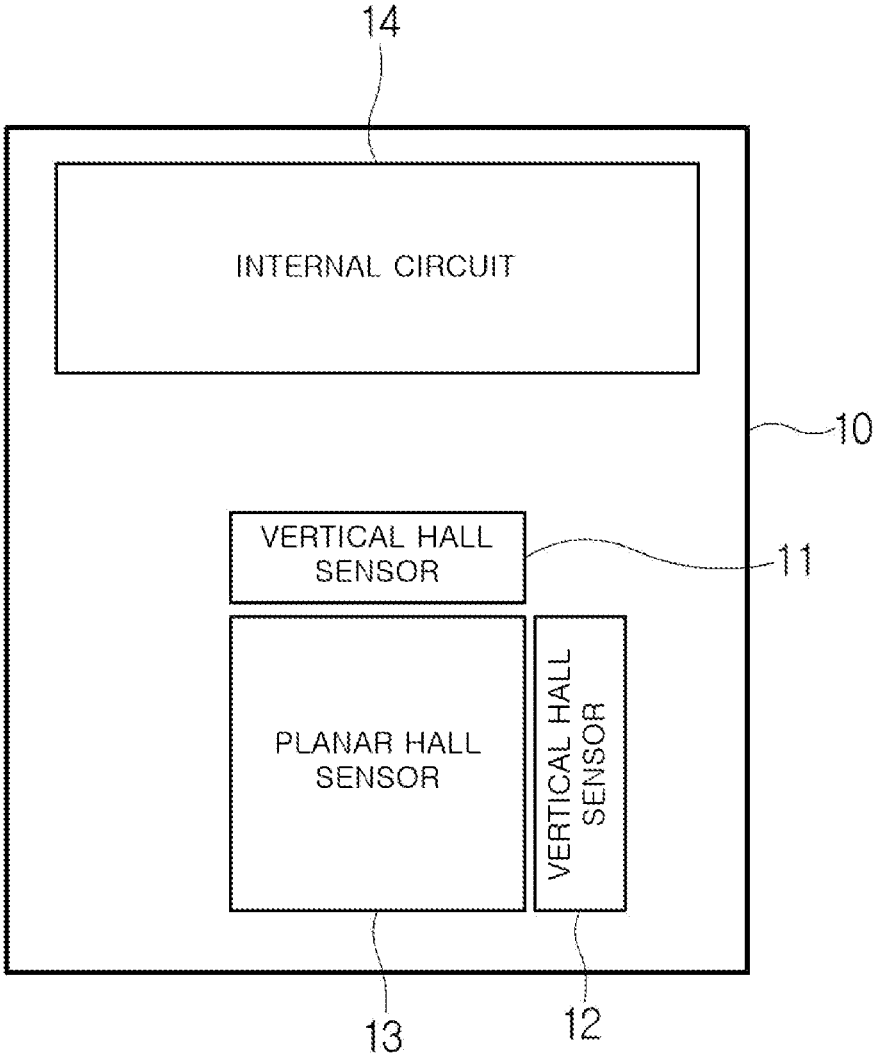 14
INTERNAL CIRCUIT
10
VERTICAL HALL
SENSOR
11
PLANAR HALL
SENSOR
VERTICAL HALL
SENSOR
13
12